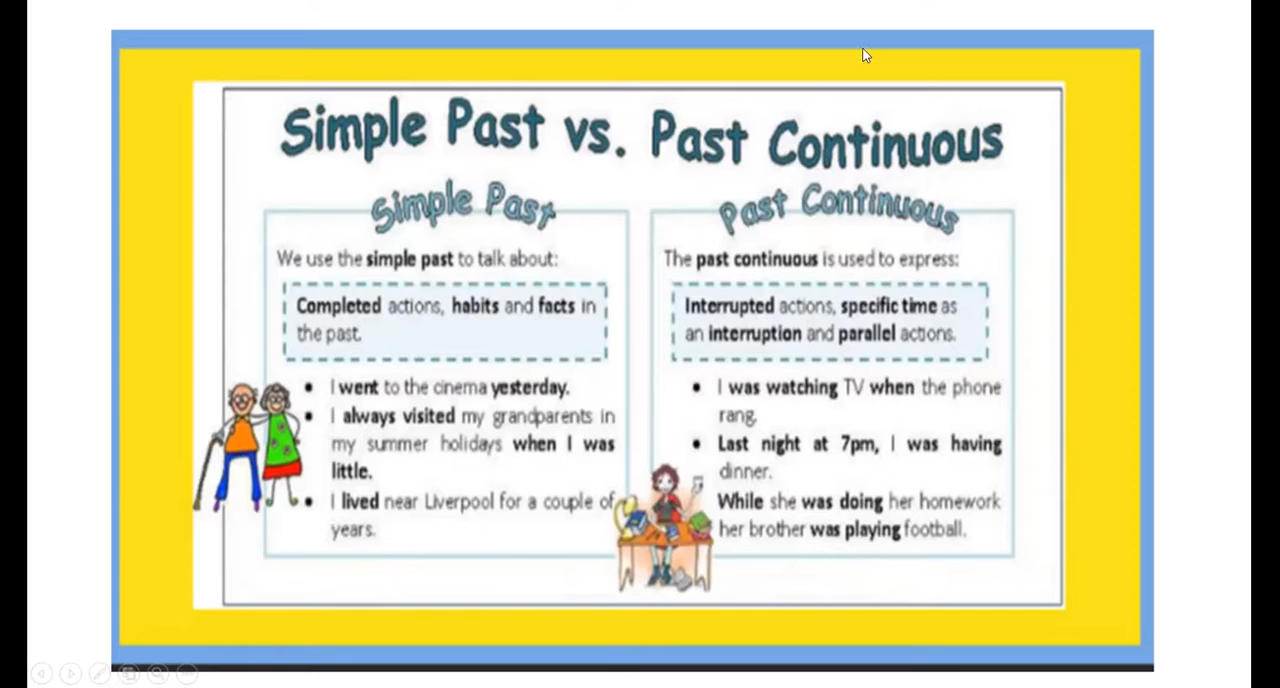 Simple Past vs. Past Continuous
Simple Past
We use the simple past to talk about:
Completed actions, habits and facts in
the past.
• I went to the cinema yesterday.
• I always visited my grandparents in
my summer holidays when I was
little.
• I lived near Liverpool for a couple of
years.
Past Continuous
The past continuous is used to express:
Interrupted actions, specific time as
an interruption and parallel actions.
• I was watching TV when the phone
rang.
• Last night at 7pm, I was having
dinner.
While she was doing her homework
her brother was playing football.